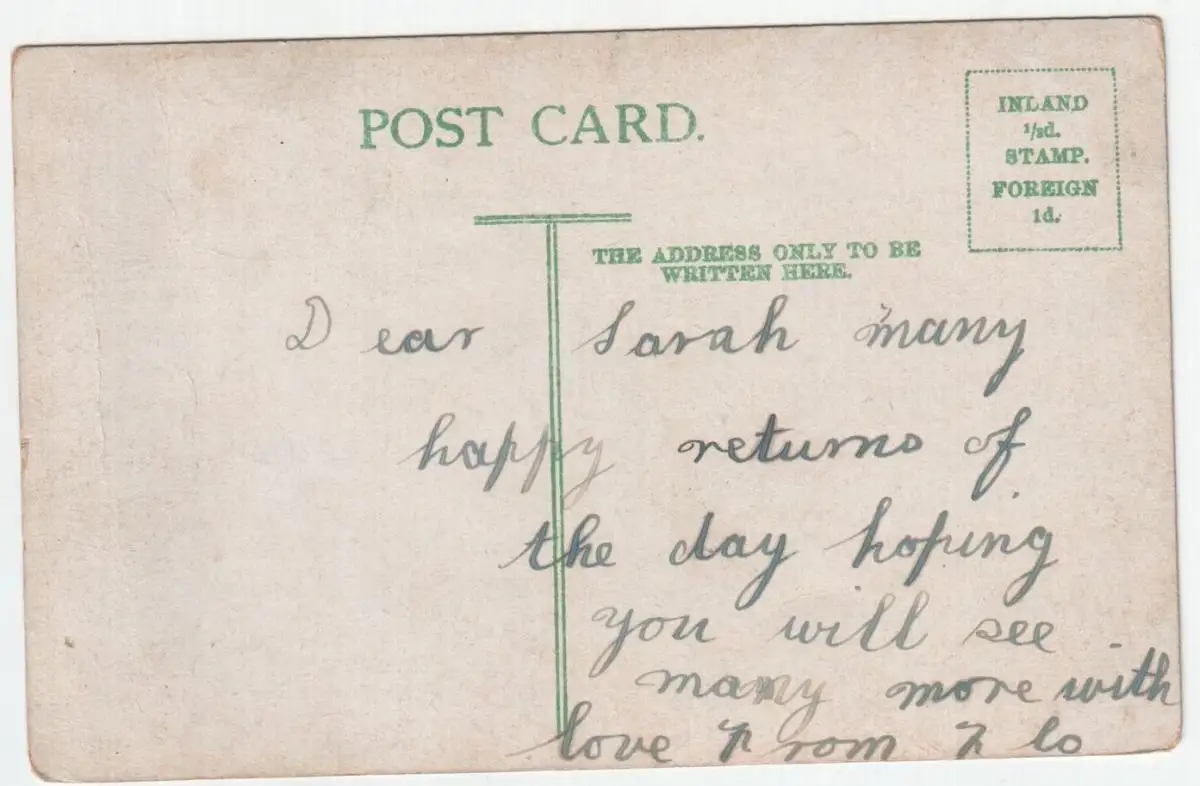 POST CARD.
INLAND
½d.
STAMP.
FOREIGN
1d.
THE ADDRESS ONLY TO BE
WRITTEN HERE.
Dear Sarah many
happy returns of
the day hoping
you will see
many more with
love From Flo